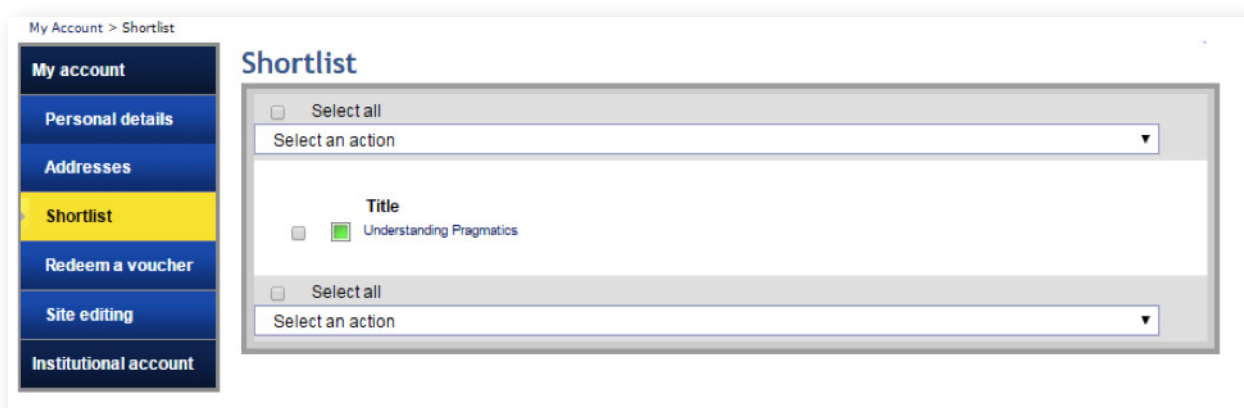 My Account > Shortlist
My account
Personal details
Addresses
Shortlist
Redeem a voucher
Site editing
Institutional account
Shortlist
Select all
Select an action
Title
Understanding Pragmatics
Select all
Select an action